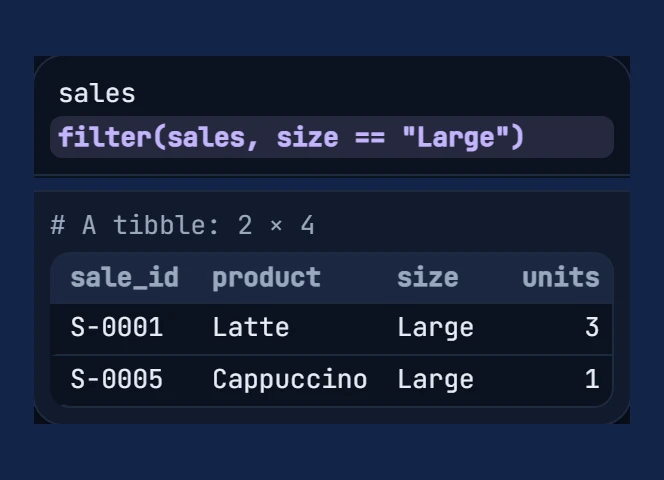 sales
filter(sales, size == "Large")
# A tibble: 2 × 4
sale_id product size units
S-0001 Latte Large 3
S-0005 Cappuccino Large 1